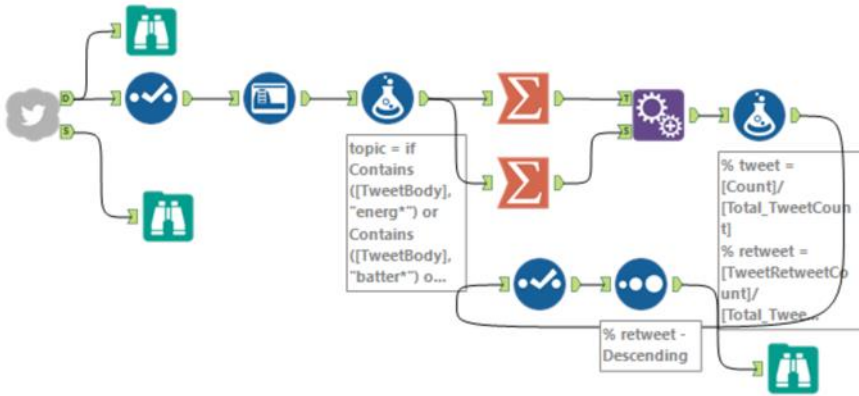 D
S
T
S
topic = if
Contains
([TweetBody],
"energ*") or
Contains
([TweetBody],
"batter*") o...
% tweet =
[Count]/
[Total_TweetCoun
t]
% retweet =
[TweetRetweetCo
unt]/
[Total_Twee...
% retweet -
Descending